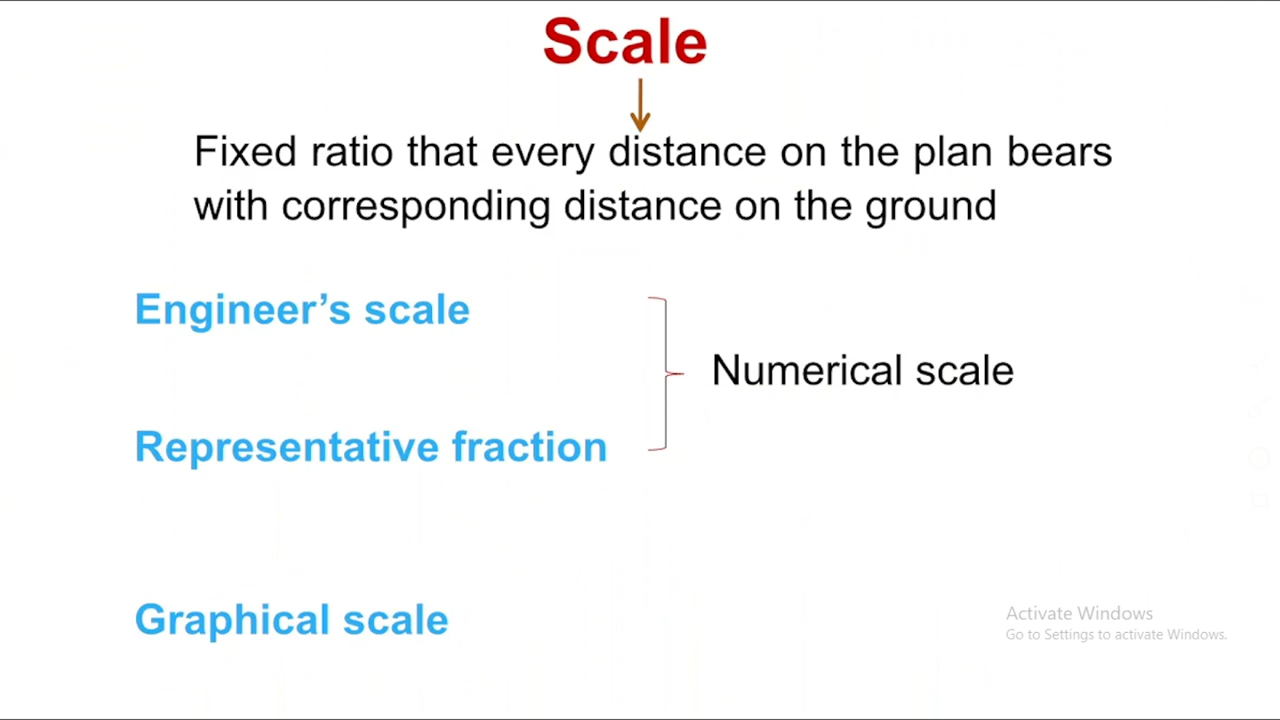 Scale
Fixed ratio that every distance on the plan bears
with corresponding distance on the ground
Engineer’s scale
Numerical scale
Representative fraction
Graphical scale
Activate Windows
Go to Settings to activate Windows.